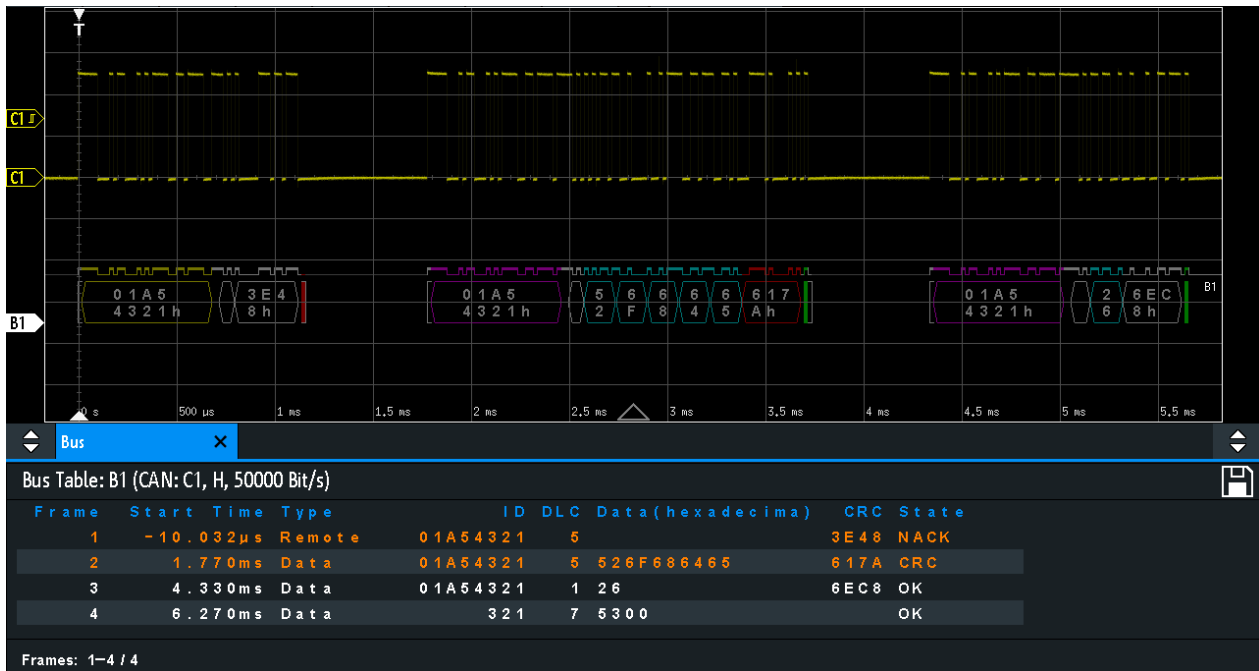 T
C1
C1
01A5 3E4 01A5 5 6 6 6 6 617 01A5 2 6EC B1
4321h 8h 4321h 2 F 8 4 5 Ah 4321h 6 8h
B1
0 s 500 µs 1 ms 1.5 ms 2 ms 2.5 ms 3 ms 3.5 ms 4 ms 4.5 ms 5 ms 5.5 ms
Bus ×
Bus Table: B1 (CAN: C1, H, 50000 Bit/s)
Frame Start Time Type ID DLC Data(hexadecima) CRC State
1 -10.032µs Remote 01A54321 5 3E48 NACK
2 1.770ms Data 01A54321 5 526F686465 617A CRC
3 4.330ms Data 01A54321 1 26 6EC8 OK
4 6.270ms Data 321 7 5300 OK
Frames: 1–4 / 4